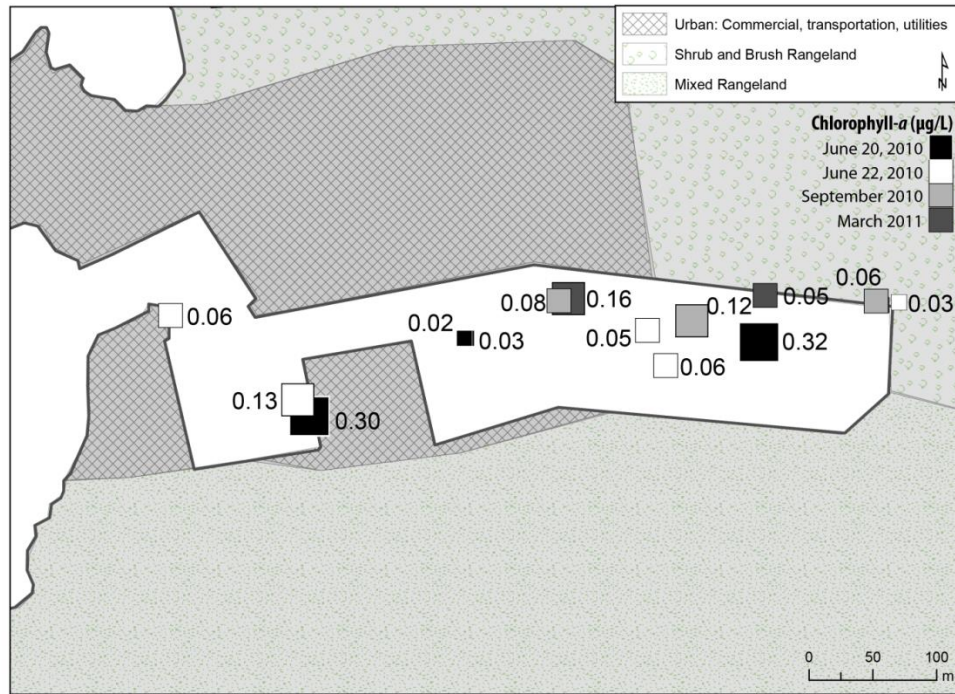 Urban: Commercial, transportation, utilities
Shrub and Brush Rangeland
Mixed Rangeland
N
Chlorophyll-a (µg/L)
June 20, 2010
June 22, 2010
September 2010
March 2011
0.06
0.08
0.16
0.12
0.05
0.03
0.06
0.02
0.03
0.05
0.32
0.06
0.13
0.30
0 50 100
m